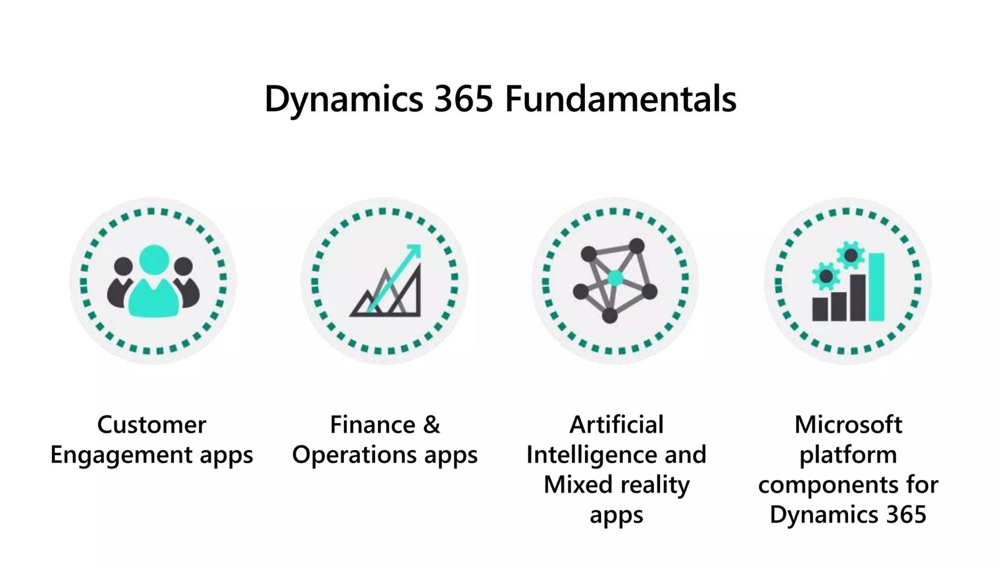 Dynamics 365 Fundamentals
Customer
Engagement apps
Finance &
Operations apps
Artificial
Intelligence and
Mixed reality
apps
Microsoft
platform
components for
Dynamics 365